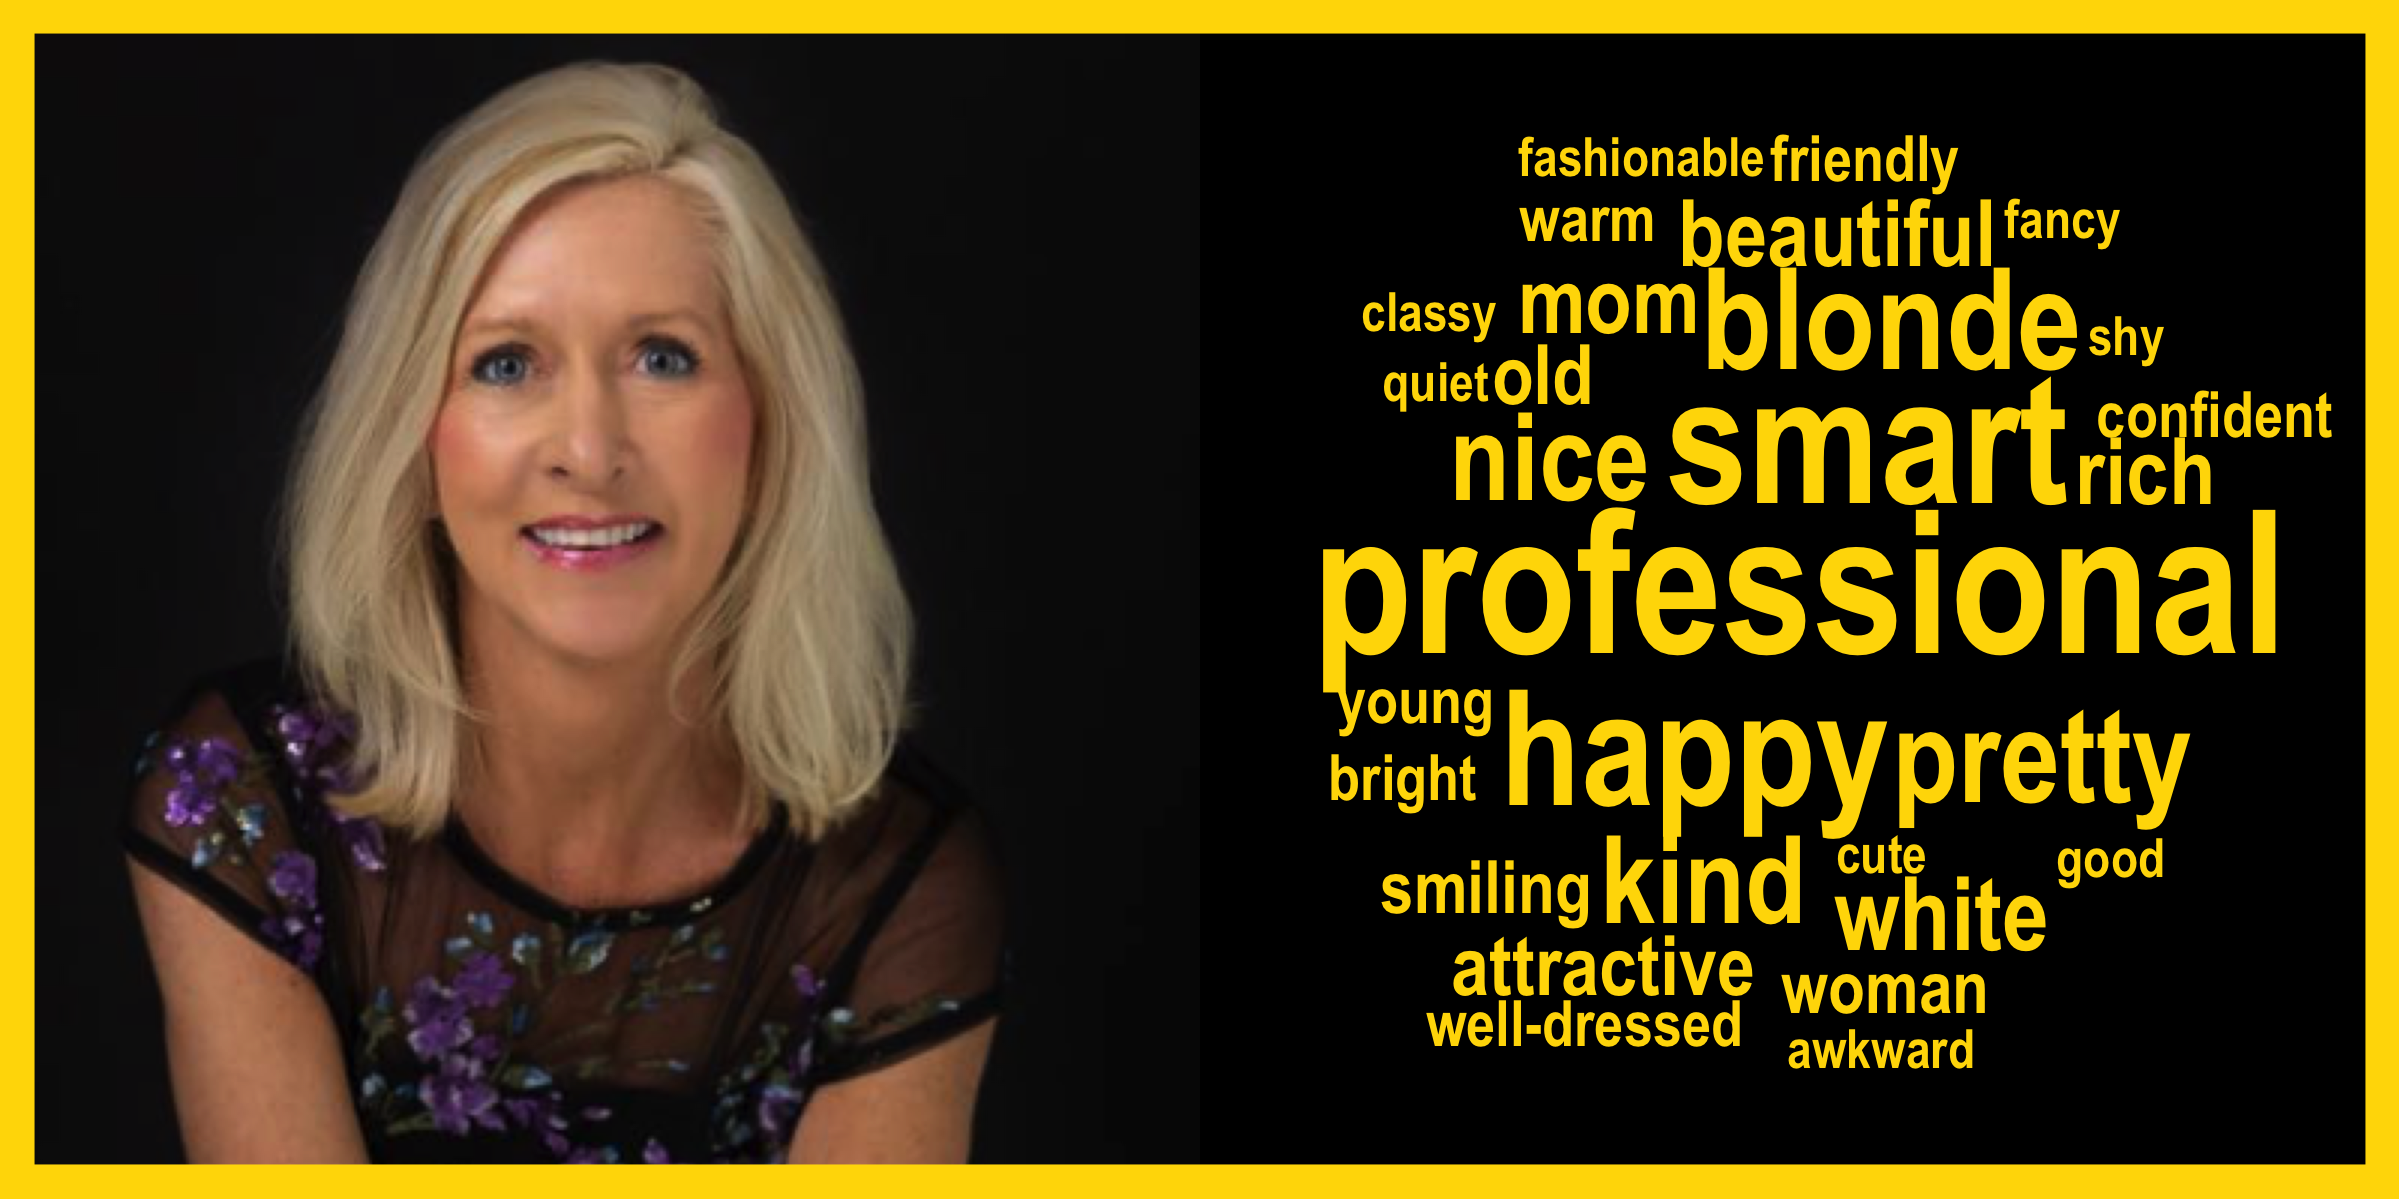 fashionable friendly
warm beautiful fancy
classy mom blonde shy
quiet old
nice smart confident
rich
professional
young happy pretty
bright
smiling kind cute good
white
attractive woman
well-dressed awkward